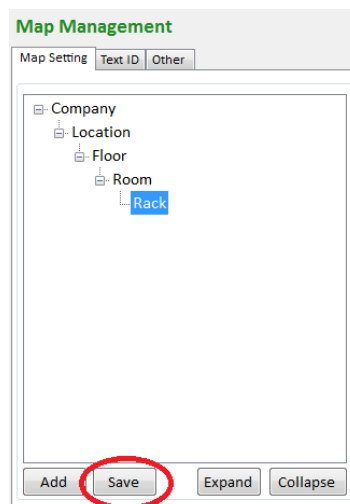 Map Management
Map Setting Text ID Other
Company
Location
Floor
Room
Rack
Add Save Expand Collapse